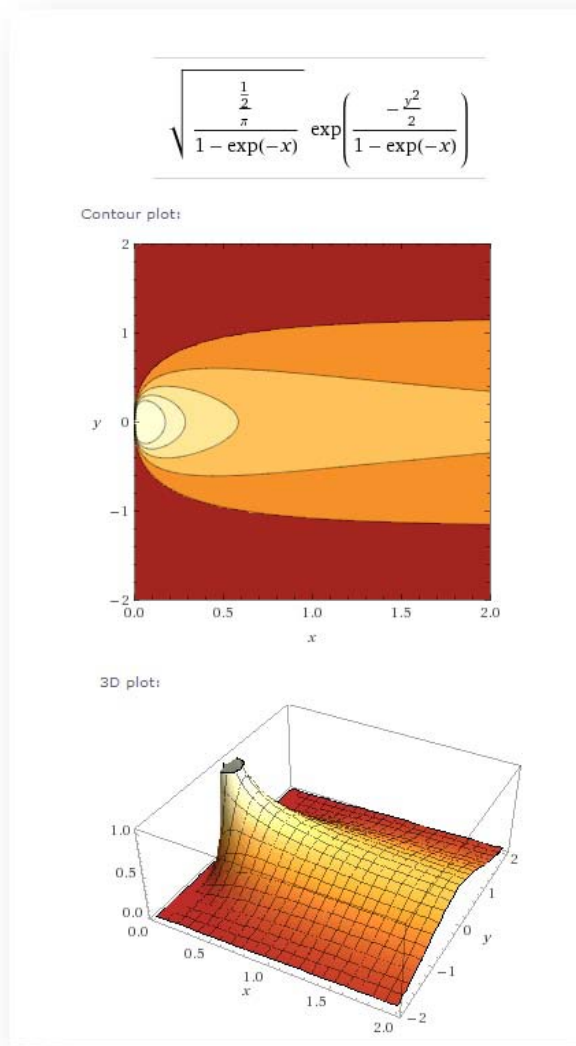 √((1/2)/π / (1 − exp(−x))) exp((−y²/2) / (1 − exp(−x)))
Contour plot:
2
1
y 0
−1
−2
0.0 0.5 1.0 1.5 2.0
x
3D plot:
1.0
0.5
0.0
0.0
0.5
1.0
x
1.5
2.0
2
1
0
y
−1
−2